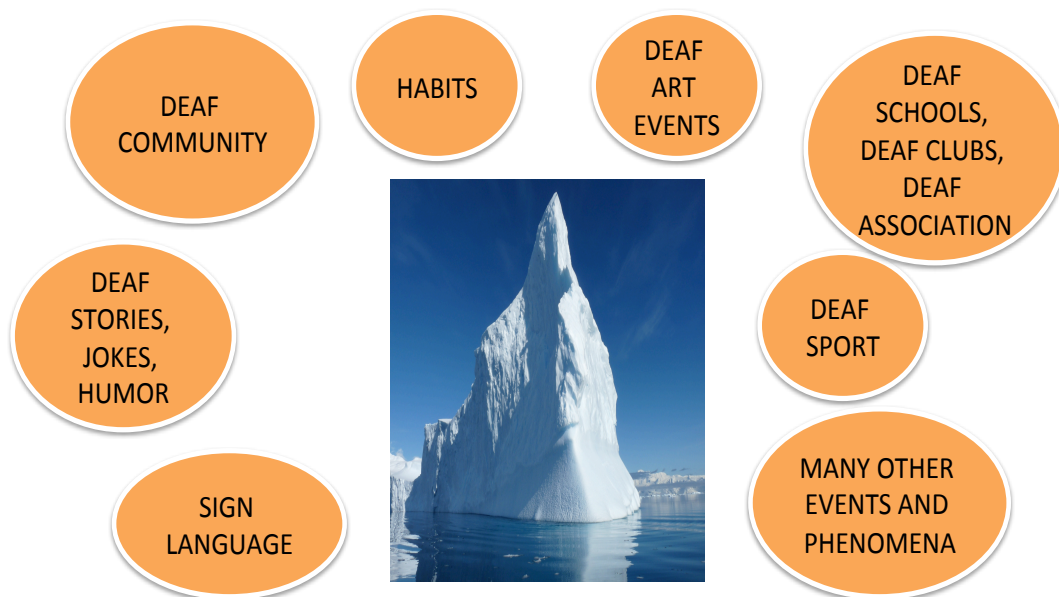 DEAF
COMMUNITY
HABITS
DEAF
ART
EVENTS
DEAF
SCHOOLS,
DEAF CLUBS,
DEAF
ASSOCIATION
DEAF
STORIES,
JOKES,
HUMOR
DEAF
SPORT
SIGN
LANGUAGE
MANY OTHER
EVENTS AND
PHENOMENA